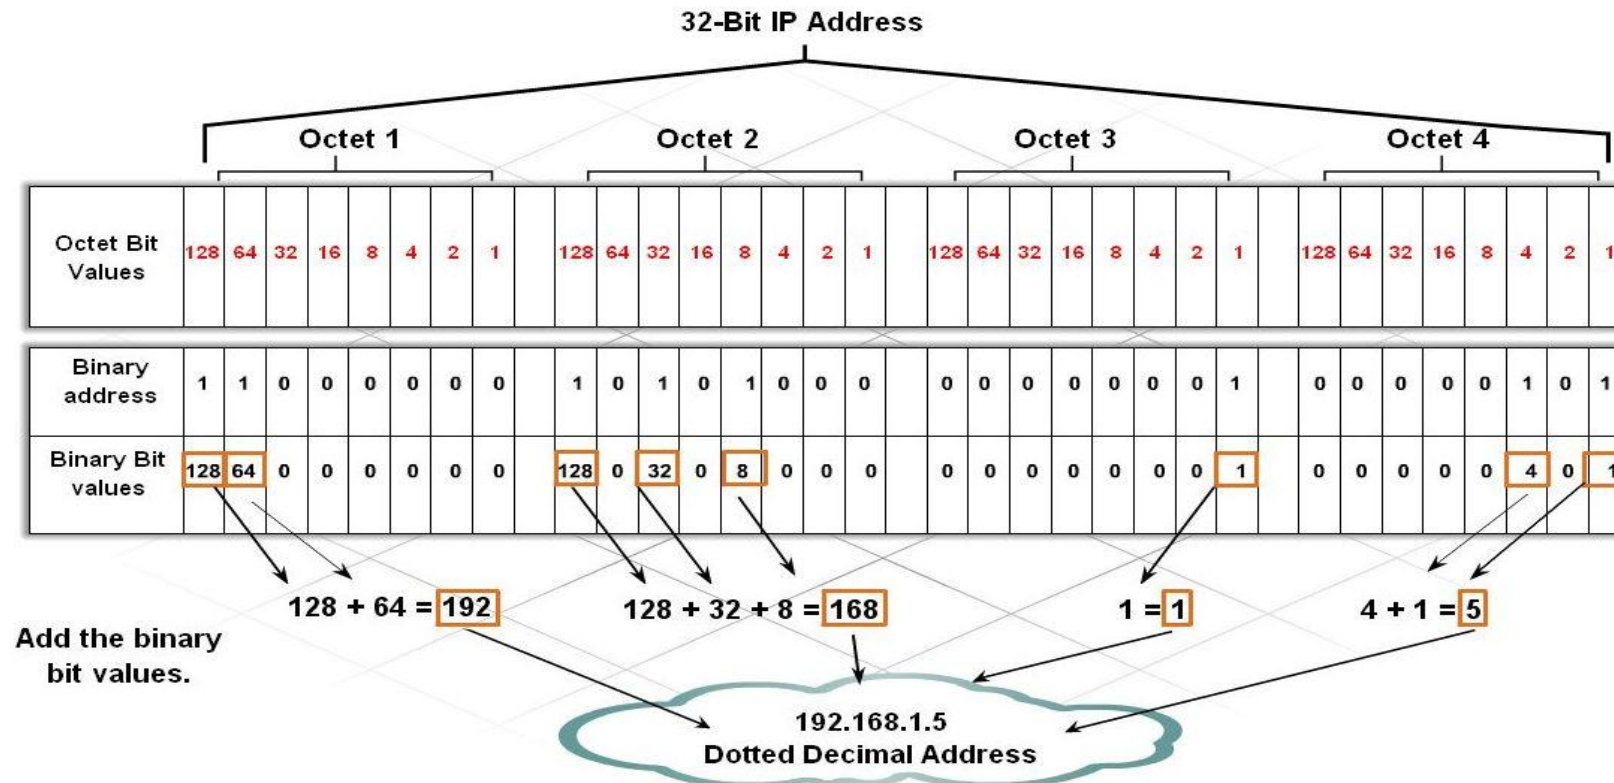 32-Bit IP Address
Octet 1 Octet 2 Octet 3 Octet 4
Octet Bit
Values
128 64 32 16 8 4 2 1 128 64 32 16 8 4 2 1 128 64 32 16 8 4 2 1 128 64 32 16 8 4 2 1
Binary
address
1 1 0 0 0 0 0 0 1 0 1 0 1 0 0 0 0 0 0 0 0 0 0 1 0 0 0 0 0 1 0 1
Binary Bit
values
128 64 0 0 0 0 0 0 128 0 32 0 8 0 0 0 0 0 0 0 0 0 0 1 0 0 0 0 0 4 0 1
128 + 64 = 192 128 + 32 + 8 = 168 1 = 1 4 + 1 = 5
Add the binary
bit values.
192.168.1.5
Dotted Decimal Address